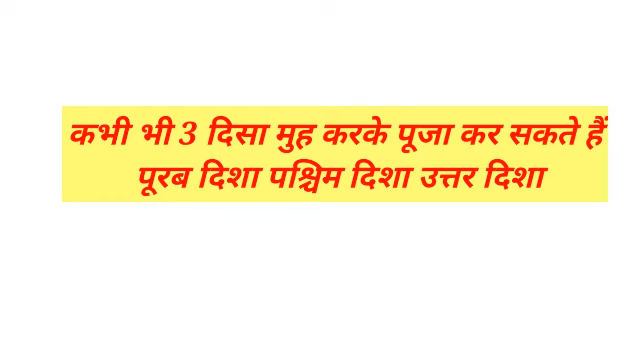 कभी भी 3 दिसा मुह करके पूजा कर सकते हैं
पूरब दिशा पश्चिम दिशा उत्तर दिशा